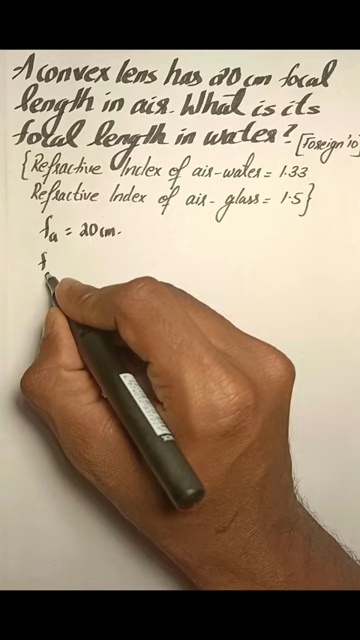 A convex lens has 20 cm focal
length in air. What is its
focal length in water? [Foreign'10]
{Refractive Index of air-water = 1.33
Refractive Index of air-glass = 1.5}
fa = 20 cm.
f